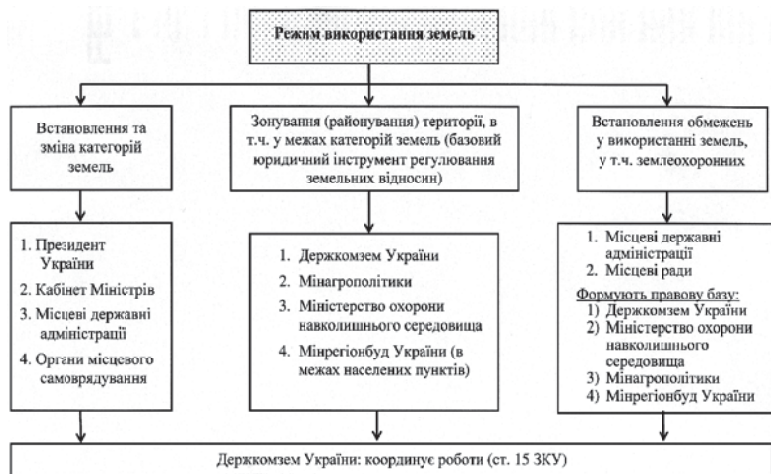 Режим використання земель
Встановлення та
зміна категорій
земель
Зонування (районування) території, в
т.ч. у межах категорій земель (базовий
юридичний інструмент регулювання
земельних відносин)
Встановлення обмежень
у використанні земель,
у т.ч. землеохоронних
1. Президент
України
2. Кабінет Міністрів
3. Місцеві державні
адміністрації
4. Органи місцевого
самоврядування
1. Держкомзем України
2. Мінагрополітики
3. Міністерство охорони
навколишнього середовища
4. Мінрегіонбуд України (в
межах населених пунктів)
1. Місцеві державні
адміністрації
2. Місцеві ради
Формують правову базу:
1) Держкомзем України
2) Міністерство охорони
навколишнього
середовища
3) Мінагрополітики
4) Мінрегіонбуд України
Держкомзем України: координує роботи (ст. 15 ЗКУ)